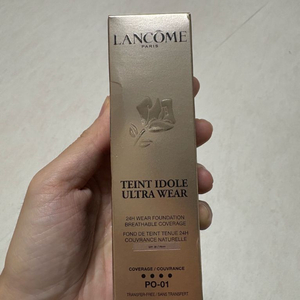 LANCÔME
PARIS
TEINT IDOLE
ULTRA WEAR
24H WEAR FOUNDATION
BREATHABLE COVERAGE
FOND DE TEINT TENUE 24H
COUVRANCE NATURELLE
COVERAGE / COUVRANCE
PO-01